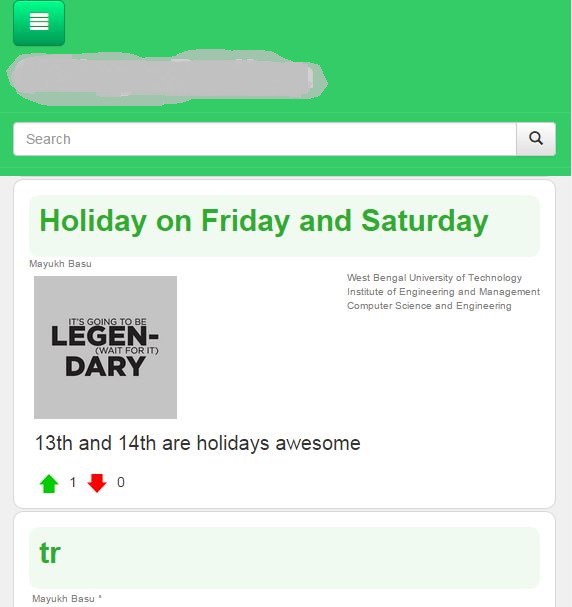 Search
Holiday on Friday and Saturday
Mayukh Basu
West Bengal University of Technology
Institute of Engineering and Management
Computer Science and Engineering
IT'S GOING TO BE
LEGEN-
(WAIT FOR IT)
DARY
13th and 14th are holidays awesome
1 0
tr
Mayukh Basu *